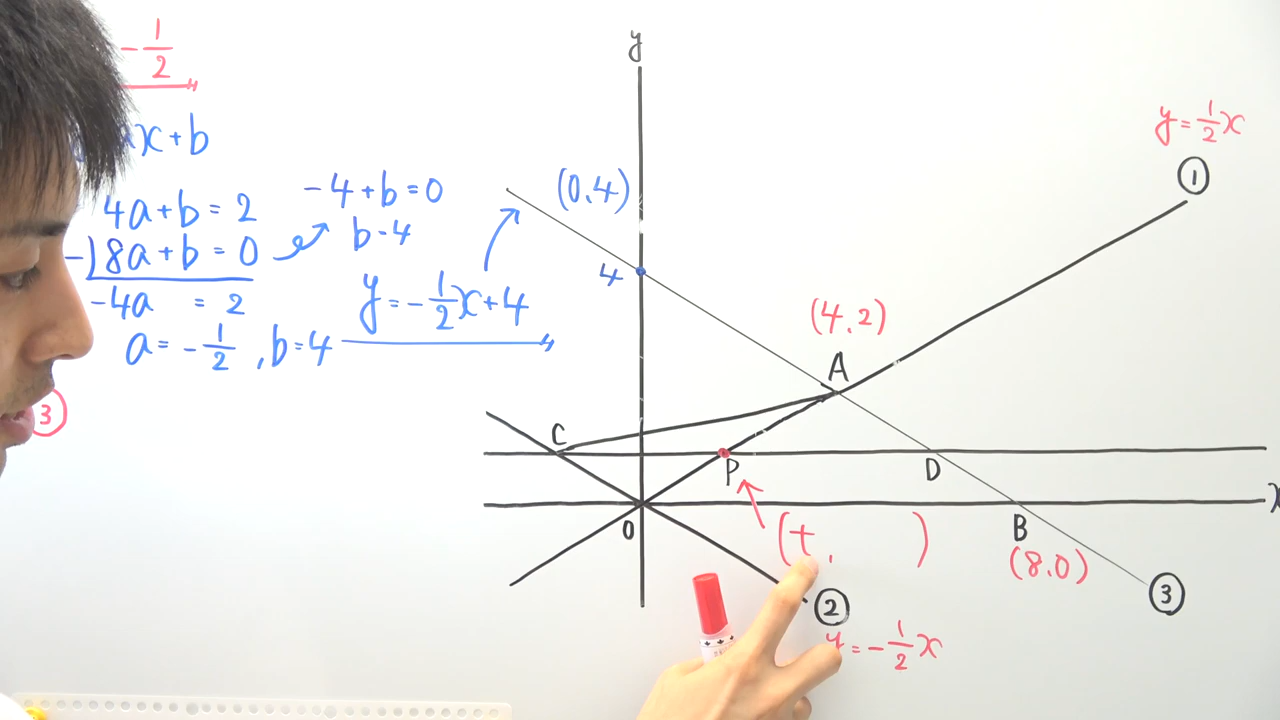 - 1/2
x+b
4a+b=2
-)8a+b=0
-4a =2
a=-1/2, b=4
-4+b=0
b-4
y=-1/2x+4
③
y
(0.4)
4
y=1/2x
①
(4.2)
A
C
P
D
x
O
B
(t, )
(8.0)
②
y=-1/2x
③